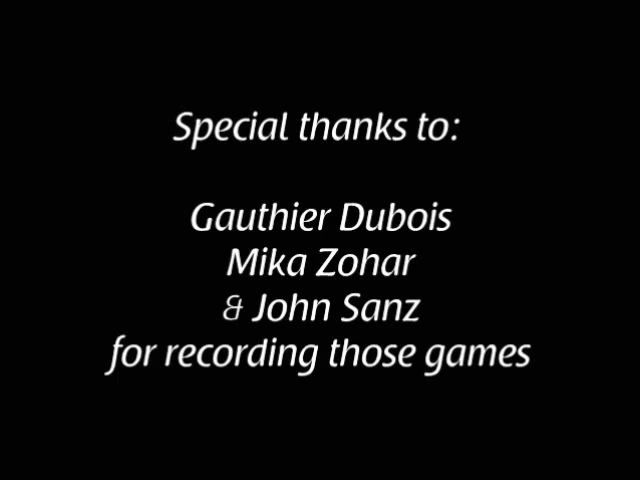 Special thanks to:
Gauthier Dubois
Mika Zohar
& John Sanz
for recording those games